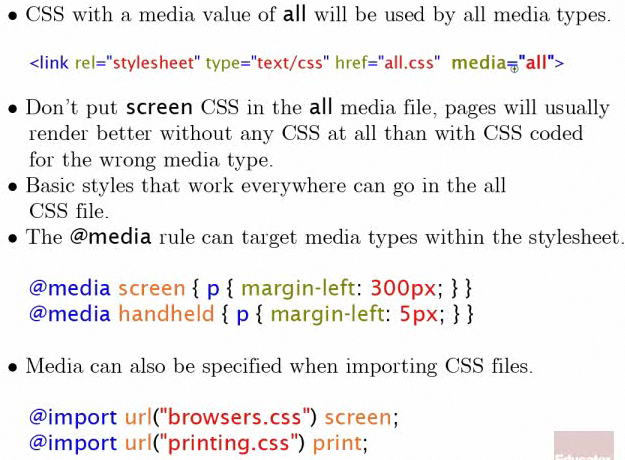 • CSS with a media value of all will be used by all media types.
<link rel="stylesheet" type="text/css" href="all.css" media="all">
• Don't put screen CSS in the all media file, pages will usually
render better without any CSS at all than with CSS coded
for the wrong media type.
• Basic styles that work everywhere can go in the all
CSS file.
• The @media rule can target media types within the stylesheet.
@media screen { p { margin-left: 300px; } }
@media handheld { p { margin-left: 5px; } }
• Media can also be specified when importing CSS files.
@import url("browsers.css") screen;
@import url("printing.css") print;
Educator